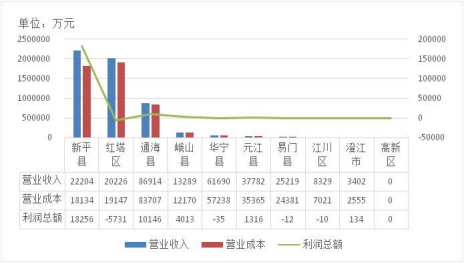 单位：万元
2500000 200000
2000000 150000
1500000 100000
1000000 50000
500000 0
0 -50000
新平县 红塔区 通海县 峨山县 华宁县 元江县 易门县 江川区 澄江市 高新区
营业收入 22204 20226 86914 13289 61690 37782 25219 8329 3402 0
营业成本 18134 19147 83707 12170 57238 35365 24381 7021 2555 0
利润总额 18256 -5731 10146 4013 -35 1316 -12 -10 134 0
营业收入 营业成本 利润总额